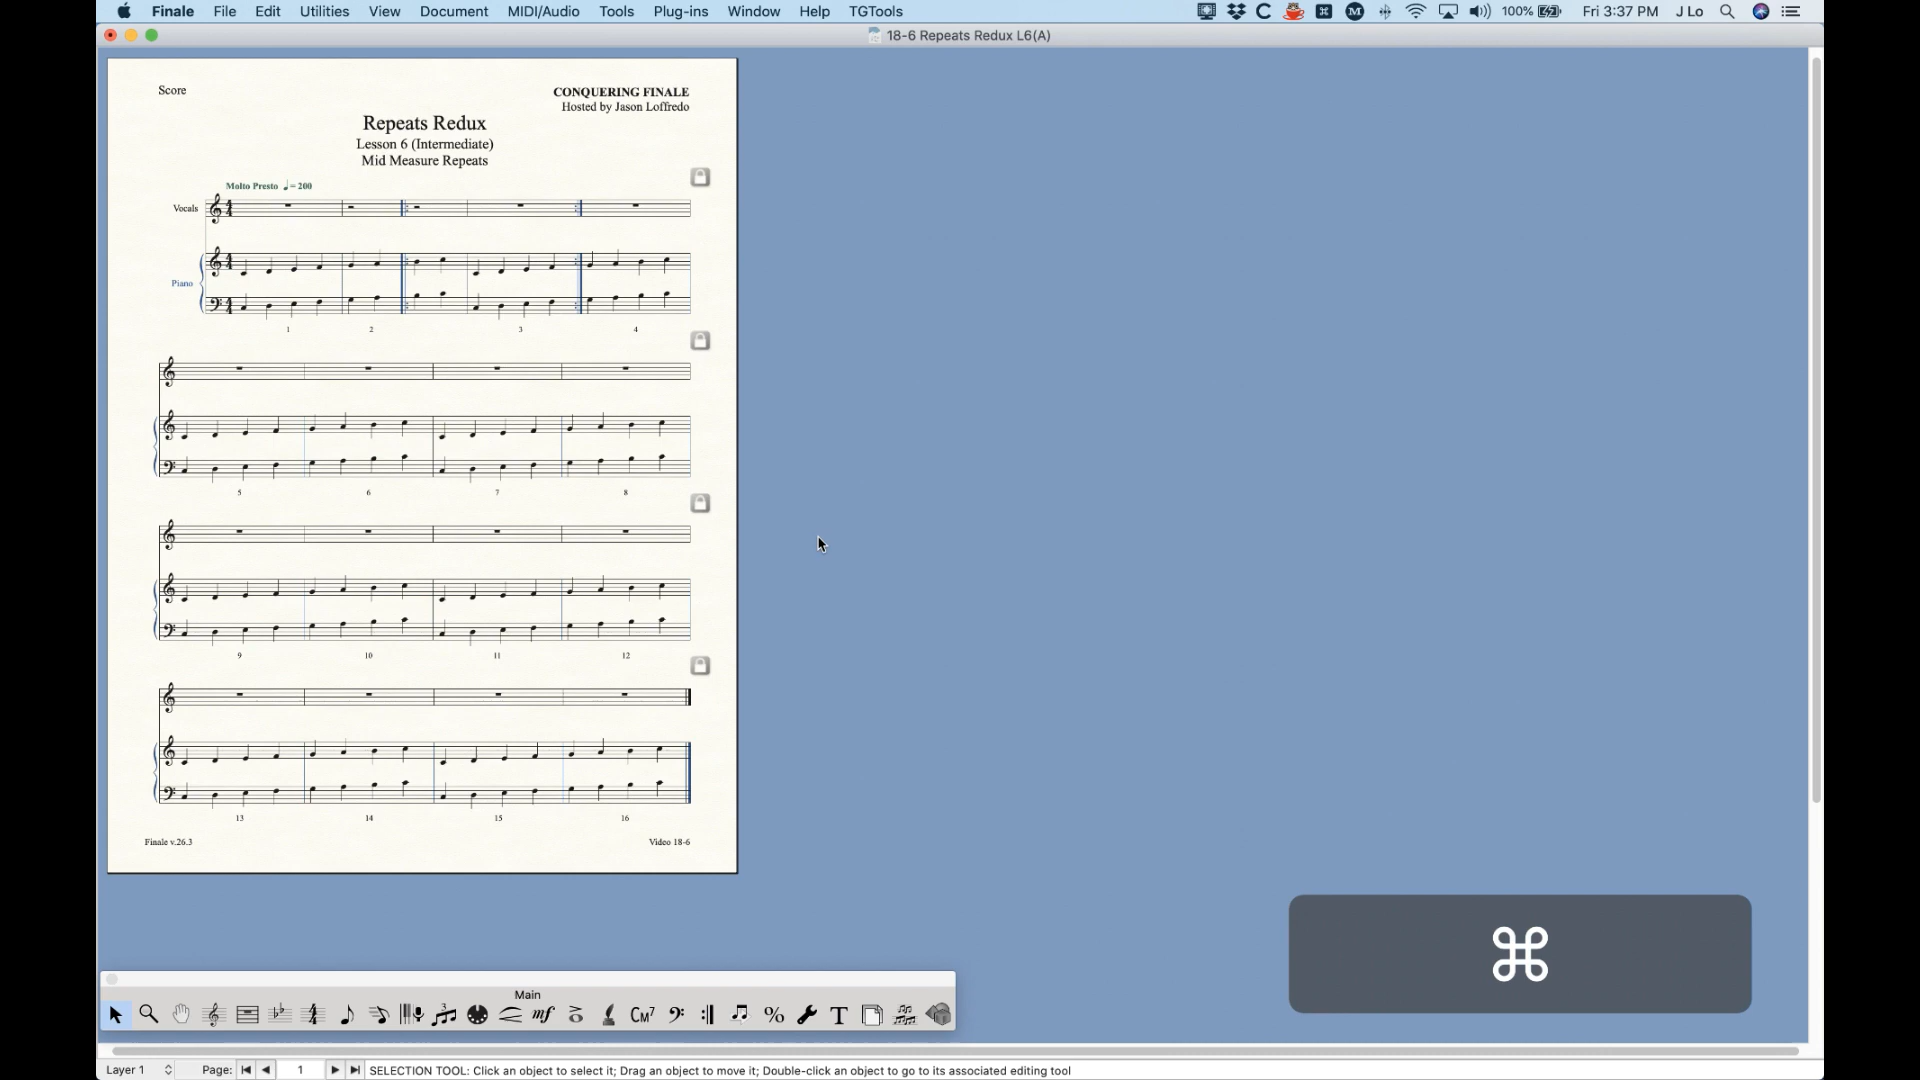 Finale File Edit Utilities View Document MIDI/Audio Tools Plug-ins Window Help TGTools 100% Fri 3:37 PM J Lo
18-6 Repeats Redux L6(A)
Score
CONQUERING FINALE
Hosted by Jason Loffredo
Repeats Redux
Lesson 6 (Intermediate)
Mid Measure Repeats
Molto Presto ♩= 200
Vocals
Piano
1 2 3 4
5 6 7 8
9 10 11 12
13 14 15 16
Finale v.26.3 Video 18-6
⌘
Main
mf CM7 % T
Layer 1 Page: 1 SELECTION TOOL: Click an object to select it; Drag an object to move it; Double-click an object to go to its associated editing tool